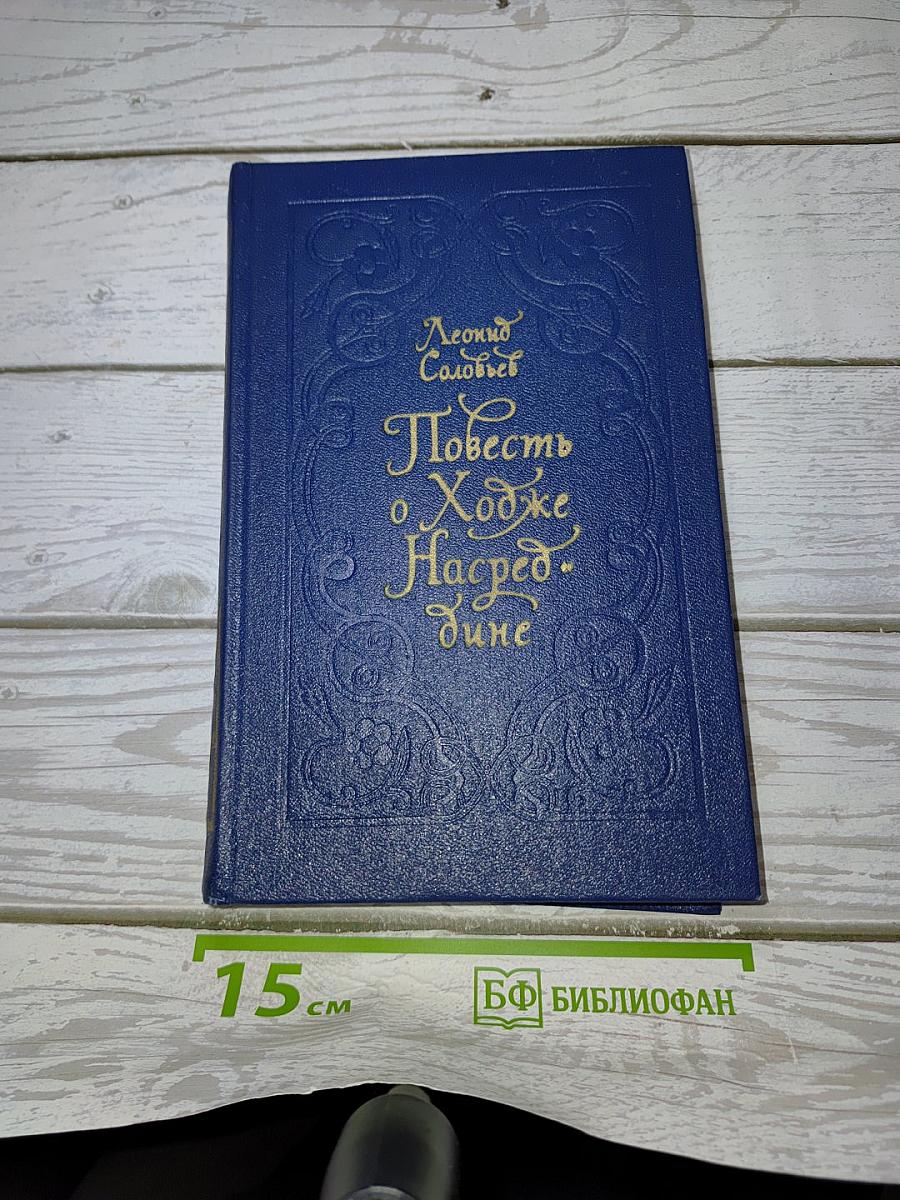 Леонид
Соловьев
Повесть
о Ходже
Насред-
дине
15 см
БФ БИБЛИОФАН